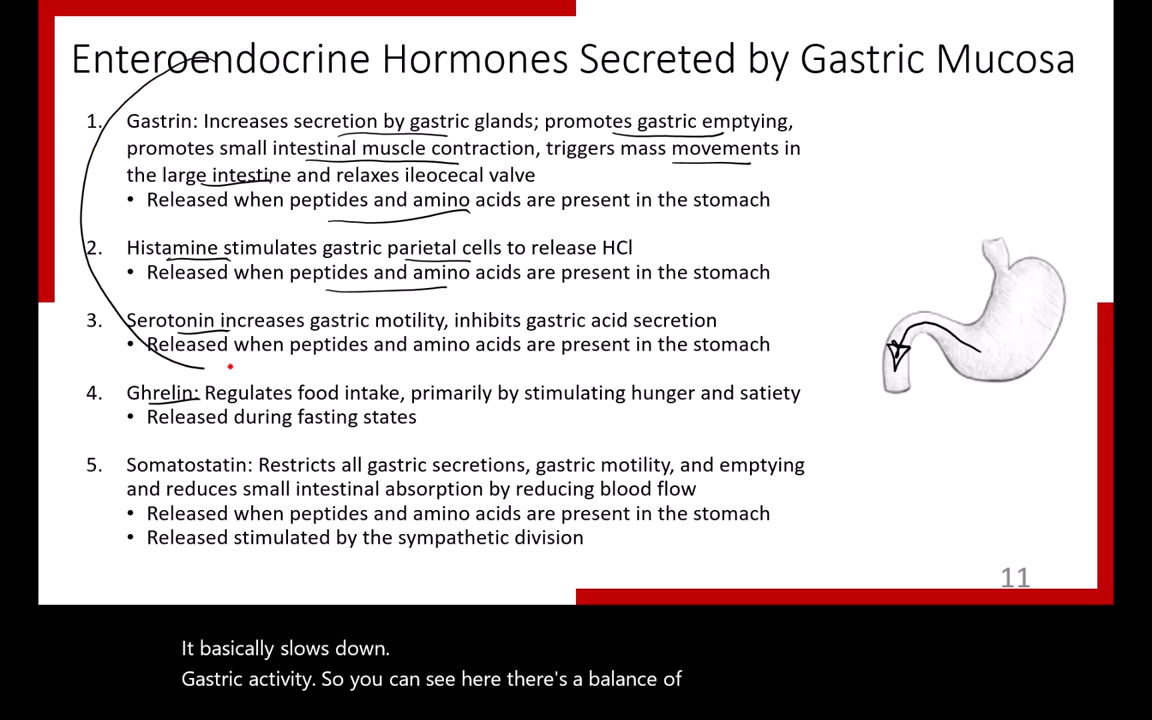 Enteroendocrine Hormones Secreted by Gastric Mucosa
1. Gastrin: Increases secretion by gastric glands; promotes gastric emptying,
promotes small intestinal muscle contraction, triggers mass movements in
the large intestine and relaxes ileocecal valve
• Released when peptides and amino acids are present in the stomach
2. Histamine stimulates gastric parietal cells to release HCl
• Released when peptides and amino acids are present in the stomach
3. Serotonin increases gastric motility, inhibits gastric acid secretion
• Released when peptides and amino acids are present in the stomach
4. Ghrelin: Regulates food intake, primarily by stimulating hunger and satiety
• Released during fasting states
5. Somatostatin: Restricts all gastric secretions, gastric motility, and emptying
and reduces small intestinal absorption by reducing blood flow
• Released when peptides and amino acids are present in the stomach
• Released stimulated by the sympathetic division
11
It basically slows down.
Gastric activity. So you can see here there's a balance of